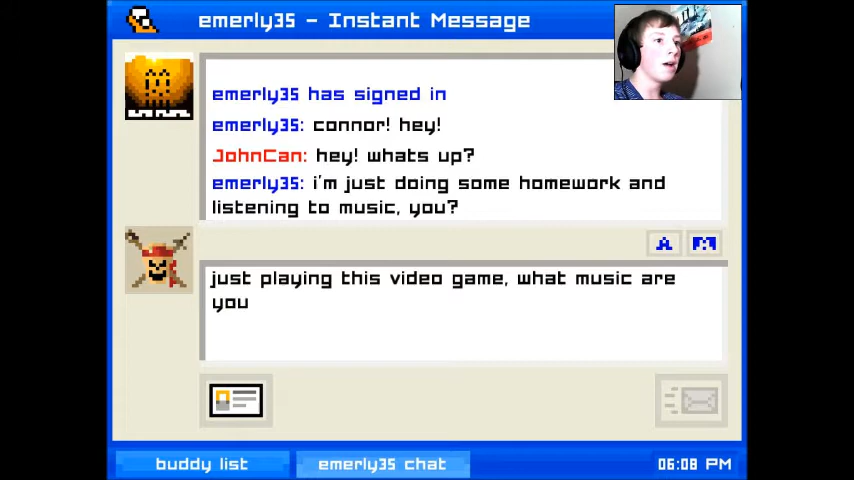 emerly35 - Instant Message
emerly35 has signed in
emerly35: connor! hey!
JohnCan: hey! whats up?
emerly35: i'm just doing some homework and
listening to music, you?
A
just playing this video game, what music are
you
buddy list
emerly35 chat
06:08 PM